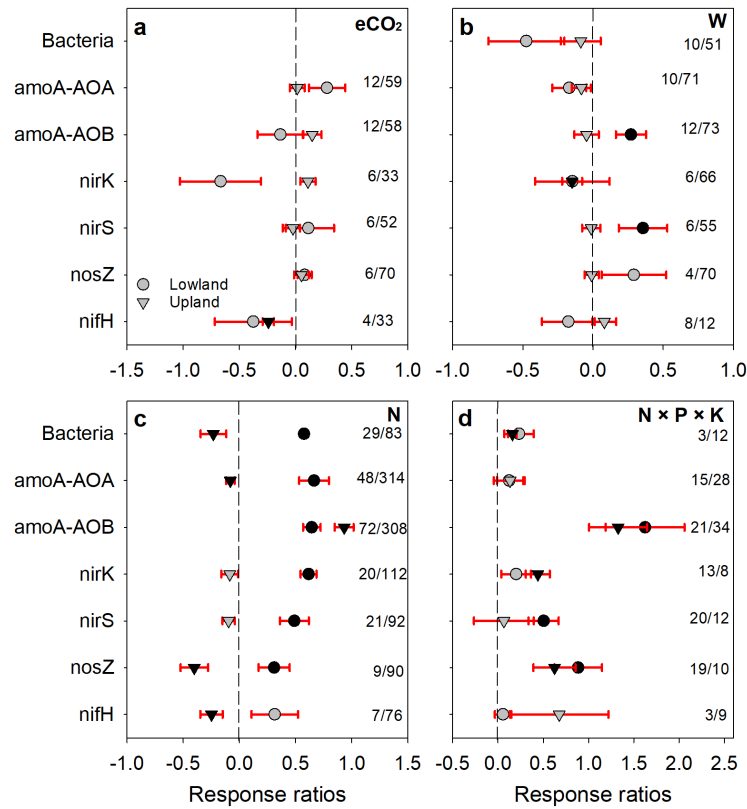 a eCO₂
b W
Bacteria
10/51
amoA-AOA
12/59
10/71
amoA-AOB
12/58
12/73
nirK
6/33
6/66
nirS
6/52
6/55
nosZ
6/70
4/70
Lowland
Upland
nifH
4/33
8/12
-1.5 -1.0 -0.5 0.0 0.5 1.0
-1.0 -0.5 0.0 0.5 1.0
c N
d N × P × K
Bacteria
29/83
3/12
amoA-AOA
48/314
15/28
amoA-AOB
72/308
21/34
nirK
20/112
13/8
nirS
21/92
20/12
nosZ
9/90
19/10
nifH
7/76
3/9
-1.0 -0.5 0.0 0.5 1.0 1.5
-0.5 0.0 0.5 1.0 1.5 2.0 2.5
Response ratios
Response ratios